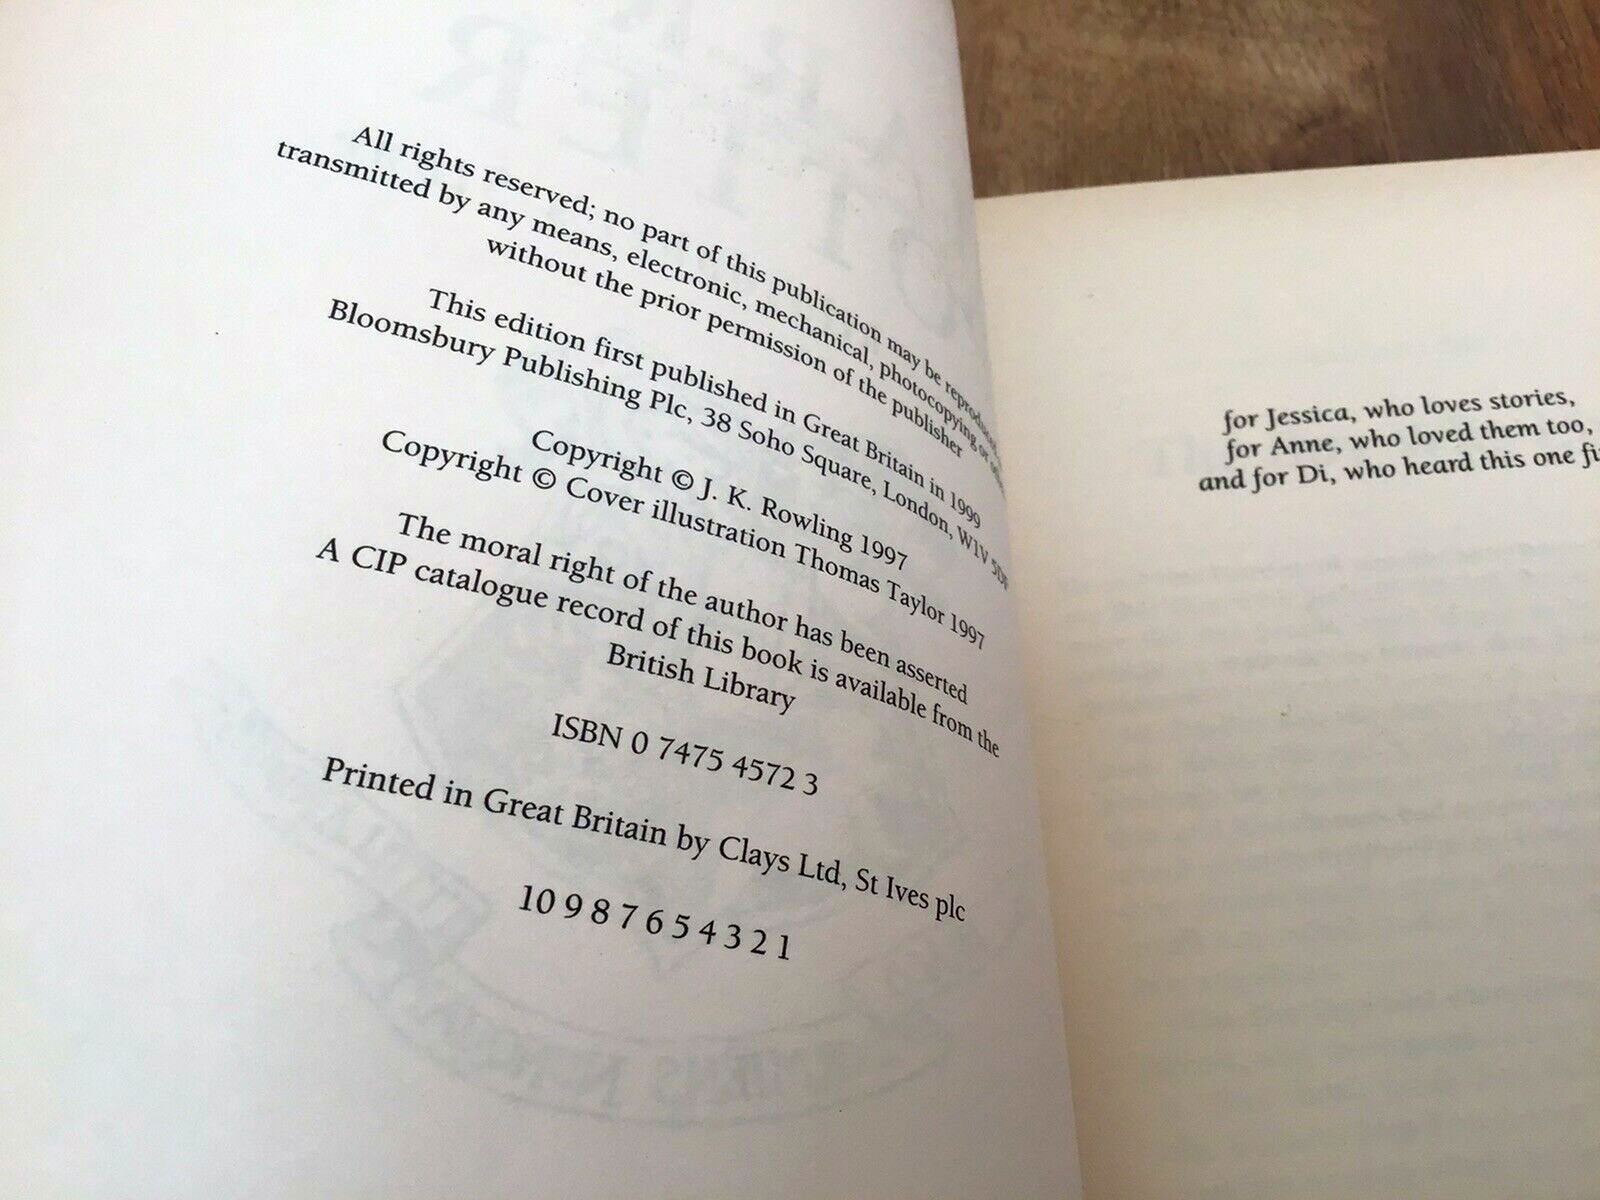 All rights reserved; no part of this publication may be reproduced
transmitted by any means, electronic, mechanical, photocopying or
without the prior permission of the publisher
This edition first published in Great Britain in 1999
Bloomsbury Publishing Plc, 38 Soho Square, London, W1V 5DF
Copyright © J. K. Rowling 1997
Copyright © Cover illustration Thomas Taylor 1997
The moral right of the author has been asserted
A CIP catalogue record of this book is available from the
British Library
ISBN 0 7475 4572 3
Printed in Great Britain by Clays Ltd, St Ives plc
10 9 8 7 6 5 4 3 2 1
for Jessica, who loves stories,
for Anne, who loved them too,
and for Di, who heard this one